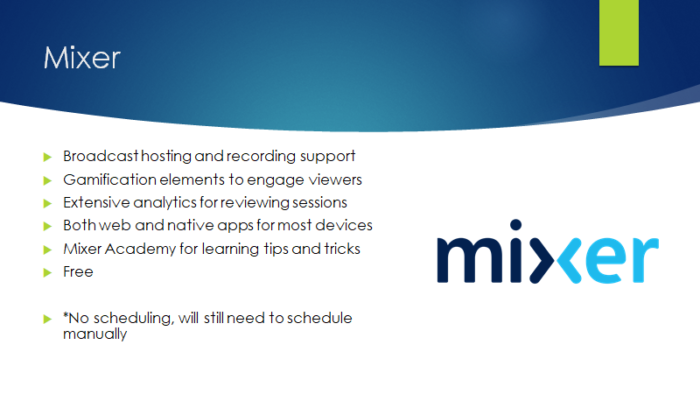 Mixer
Broadcast hosting and recording support
Gamification elements to engage viewers
Extensive analytics for reviewing sessions
Both web and native apps for most devices
Mixer Academy for learning tips and tricks
Free
*No scheduling, will still need to schedule
manually
mixer